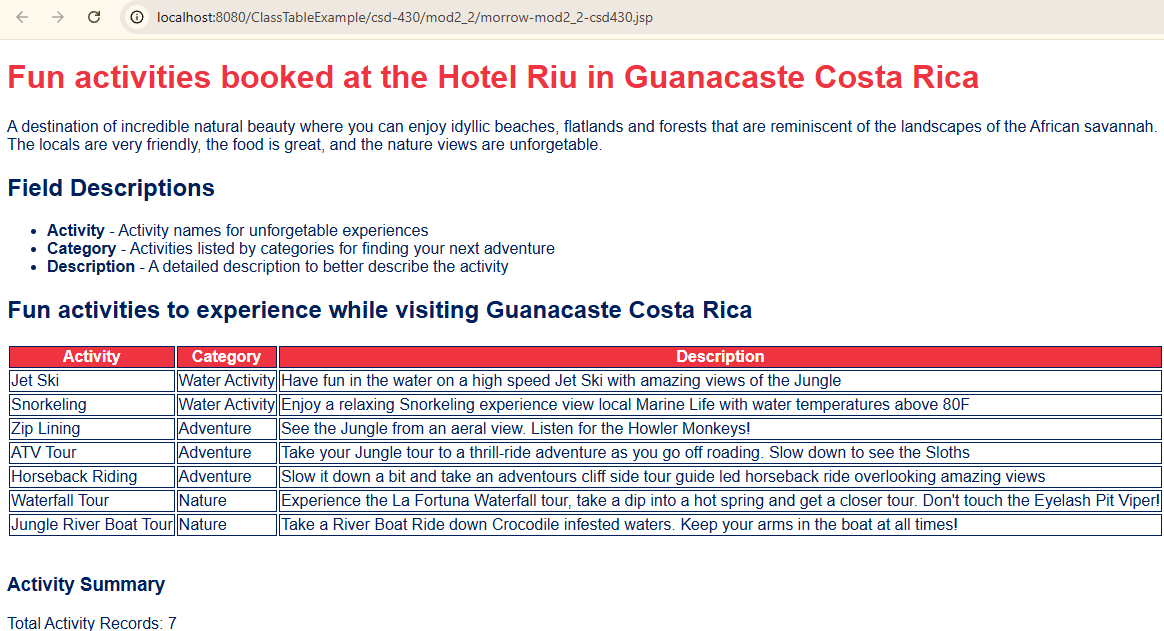 localhost:8080/ClassTableExample/csd-430/mod2_2/morrow-mod2_2-csd430.jsp
Fun activities booked at the Hotel Riu in Guanacaste Costa Rica
A destination of incredible natural beauty where you can enjoy idyllic beaches, flatlands and forests that are reminiscent of the landscapes of the African savannah.
The locals are very friendly, the food is great, and the nature views are unforgetable.
Field Descriptions
• Activity - Activity names for unforgetable experiences
• Category - Activities listed by categories for finding your next adventure
• Description - A detailed description to better describe the activity
Fun activities to experience while visiting Guanacaste Costa Rica
Activity Category Description
Jet Ski Water Activity Have fun in the water on a high speed Jet Ski with amazing views of the Jungle
Snorkeling Water Activity Enjoy a relaxing Snorkeling experience view local Marine Life with water temperatures above 80F
Zip Lining Adventure See the Jungle from an aeral view. Listen for the Howler Monkeys!
ATV Tour Adventure Take your Jungle tour to a thrill-ride adventure as you go off roading. Slow down to see the Sloths
Horseback Riding Adventure Slow it down a bit and take an adventours cliff side tour guide led horseback ride overlooking amazing views
Waterfall Tour Nature Experience the La Fortuna Waterfall tour, take a dip into a hot spring and get a closer tour. Don't touch the Eyelash Pit Viper!
Jungle River Boat Tour Nature Take a River Boat Ride down Crocodile infested waters. Keep your arms in the boat at all times!
Activity Summary
Total Activity Records: 7